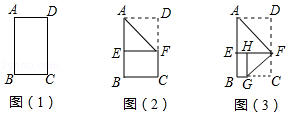 A D A D A D
E F E H F
B C B C B G C
图(1) 图(2) 图(3)